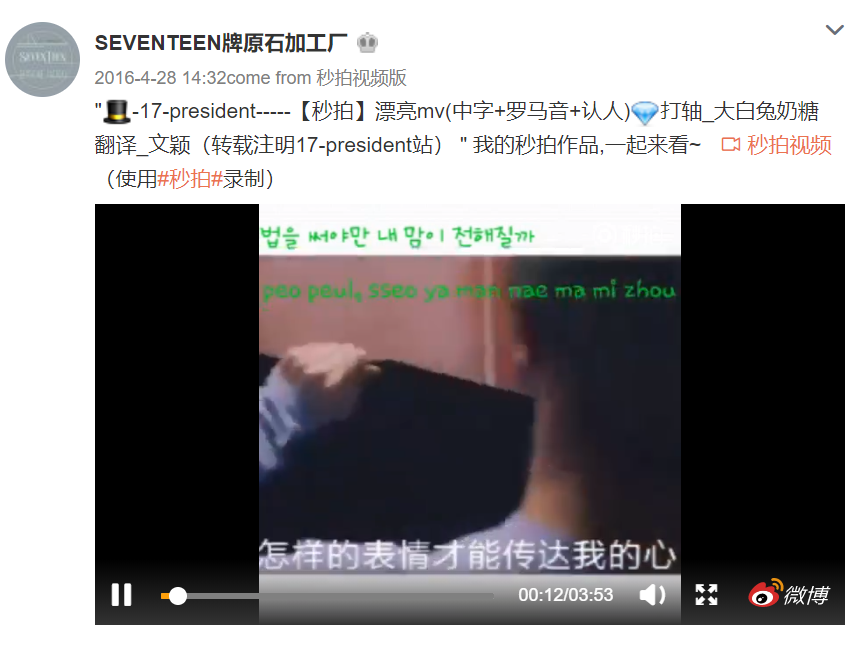 SEVENTEEN牌原石加工厂
2016-4-28 14:32come from 秒拍视频版
"🎩-17-president-----【秒拍】漂亮mv(中字+罗马音+认人)💎打轴_大白兔奶糖
翻译_文颖（转载注明17-president站） " 我的秒拍作品,一起来看~ 秒拍视频
（使用#秒拍#录制）
법을 써야만 내 맘이 전해질까
peo peul, sseo ya man nae ma mi zhou
怎样的表情才能传达我的心
00:12/03:53
微博